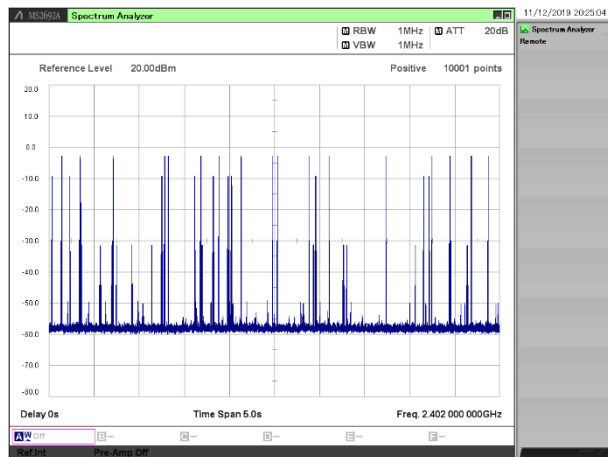 MS2692A Spectrum Analyzer
11/12/2019 20:25:04
Spectrum Analyzer
Remote
RBW 1MHz ATT 20dB
VBW 1MHz
Reference Level 20.00dBm Positive 10001 points
20.0
10.0
0.0
-10.0
-20.0
-30.0
-40.0
-50.0
-60.0
-70.0
-80.0
Delay 0s Time Span 5.0s Freq. 2.402 000 000GHz
A Off B-- C-- D-- E-- F--
Ref.Int Pre-Amp Off